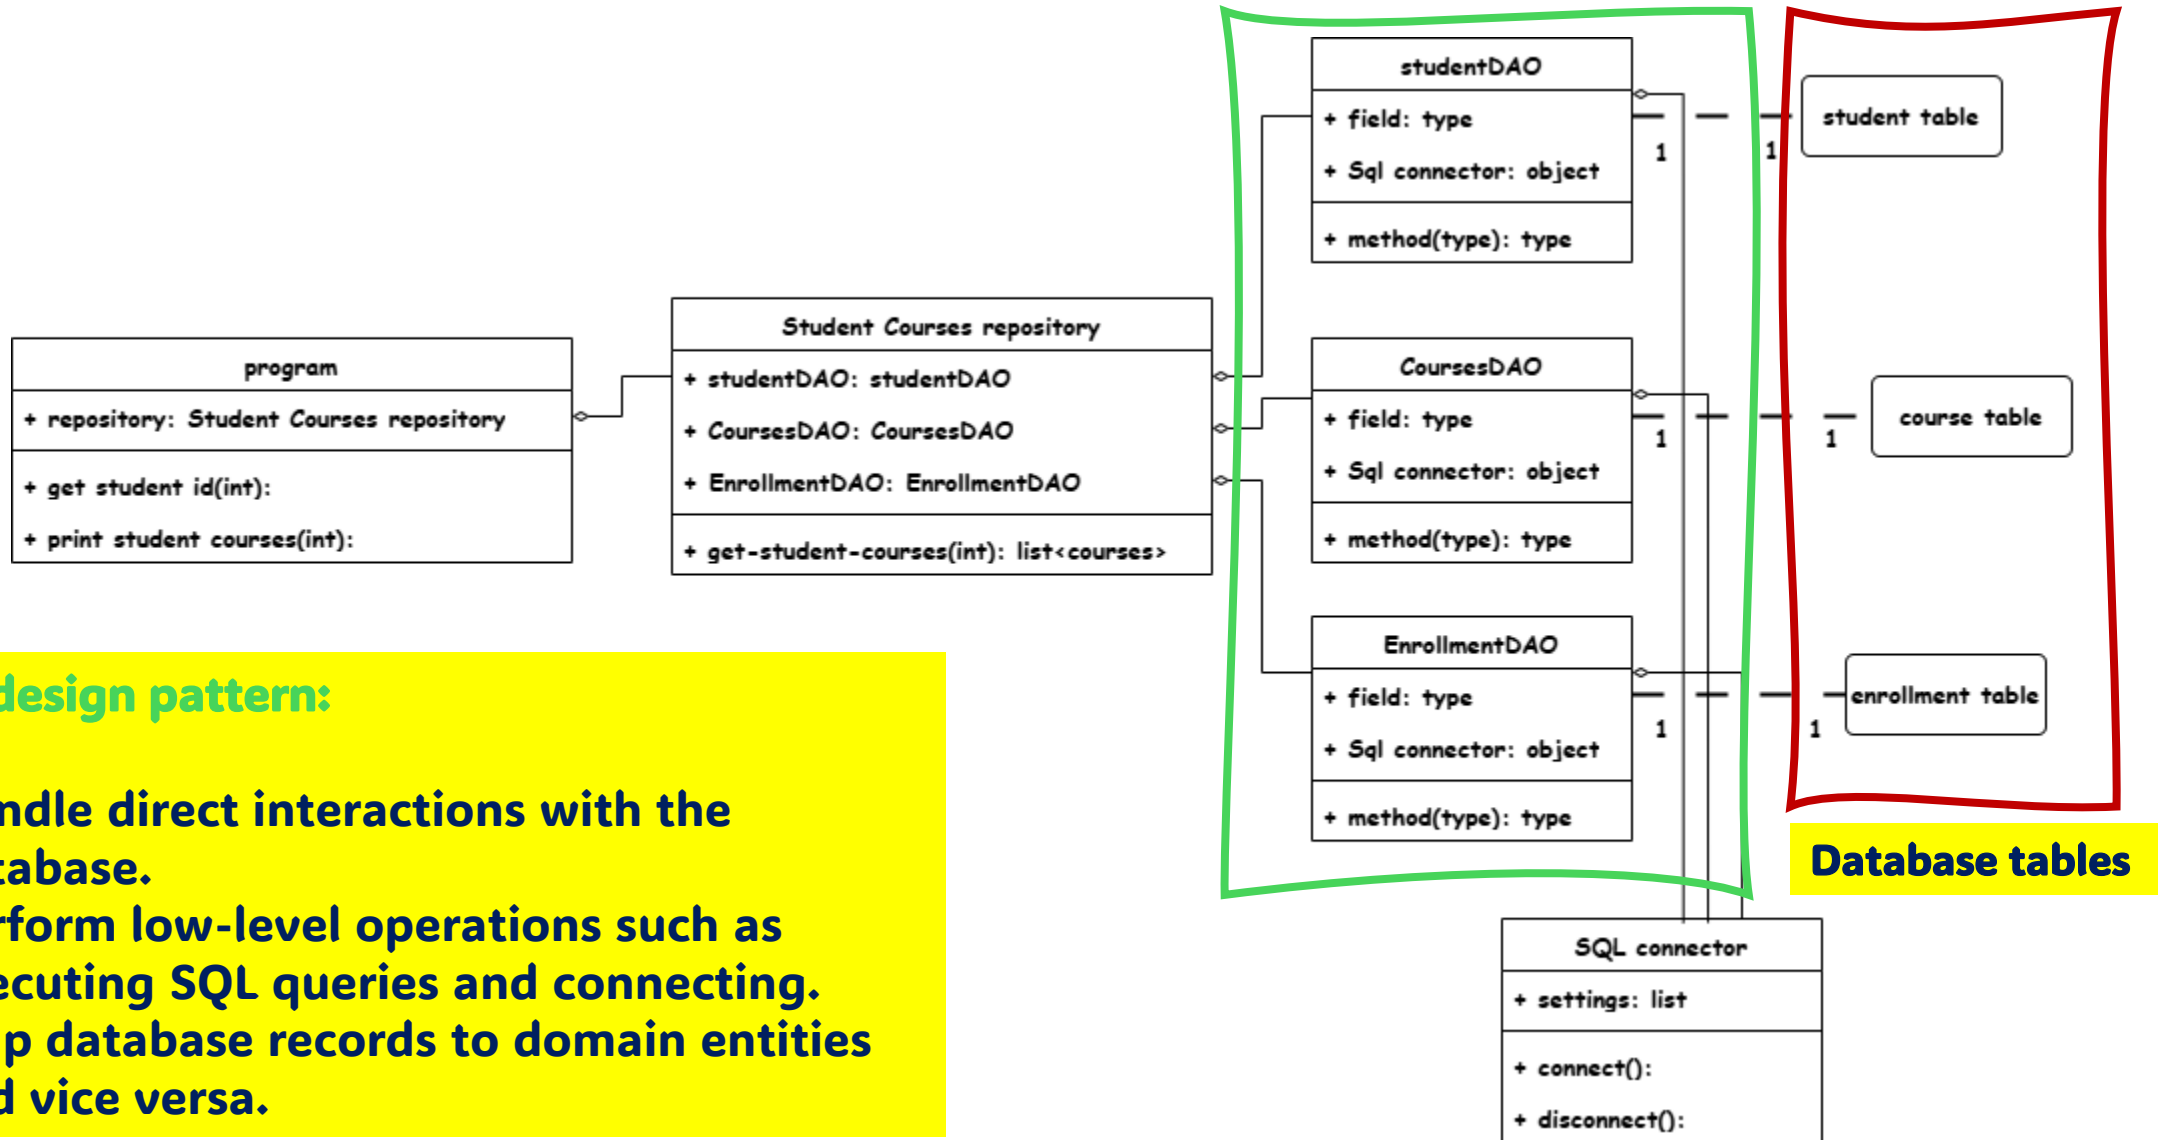 program
+ repository: Student Courses repository
+ get student id(int):
+ print student courses(int):
Student Courses repository
+ studentDAO: studentDAO
+ CoursesDAO: CoursesDAO
+ EnrollmentDAO: EnrollmentDAO
+ get-student-courses(int): list<courses>
studentDAO
+ field: type
+ Sql connector: object
+ method(type): type
1
1
student table
CoursesDAO
+ field: type
+ Sql connector: object
+ method(type): type
1
1
course table
EnrollmentDAO
+ field: type
+ Sql connector: object
+ method(type): type
1
1
enrollment table
Database tables
SQL connector
+ settings: list
+ connect():
+ disconnect():
design pattern:
ndle direct interactions with the
tabase.
rform low-level operations such as
ecuting SQL queries and connecting.
p database records to domain entities
d vice versa.